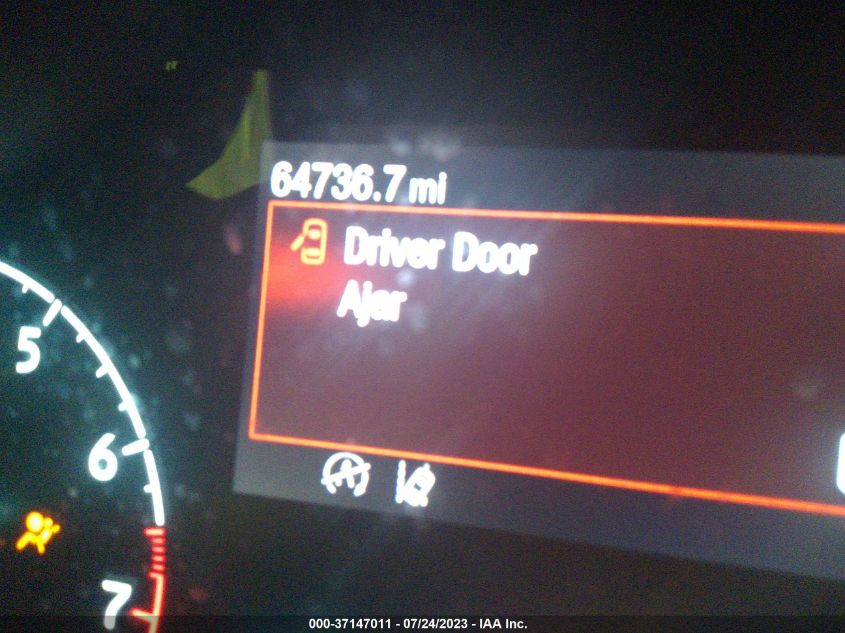 64736.7 mi
Driver Door
Ajar
5
6
7
000-37147011 - 07/24/2023 - IAA Inc.